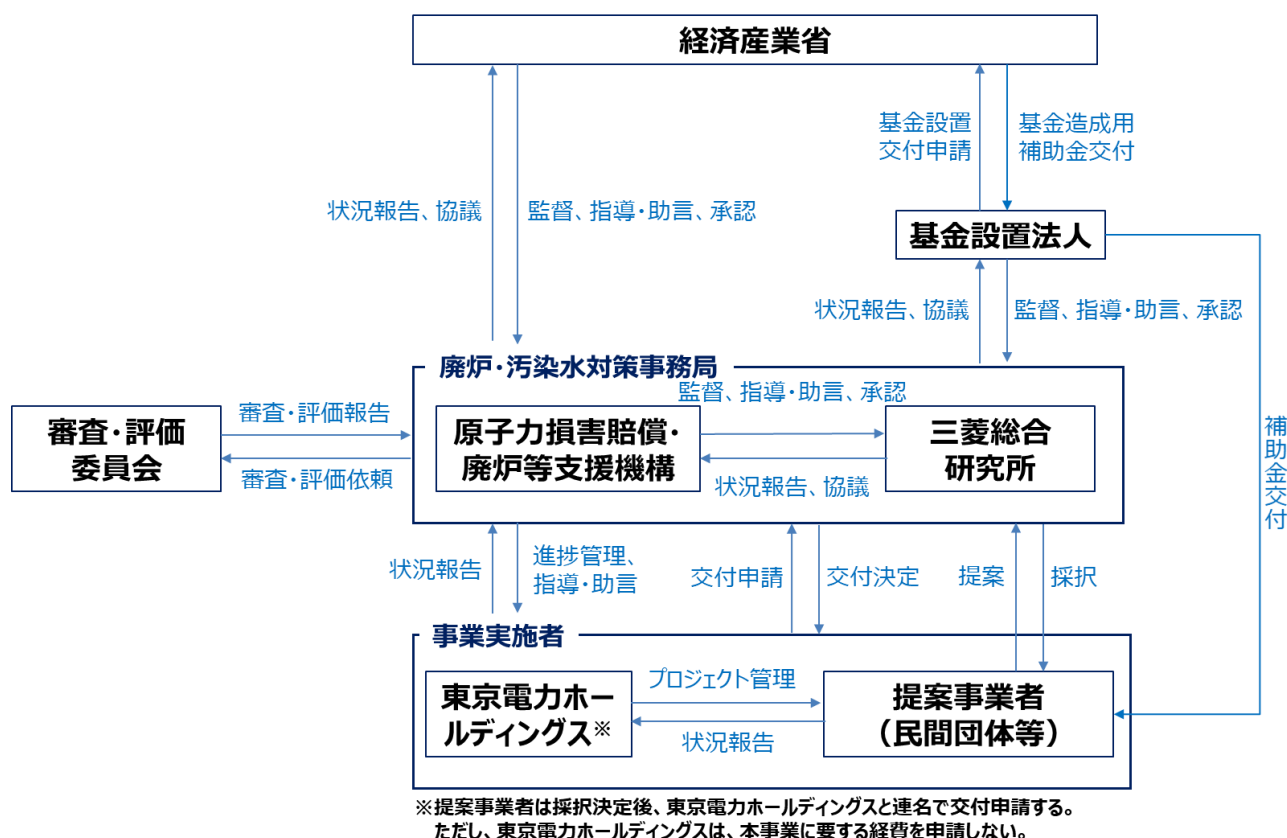 経済産業省
基金設置
交付申請
基金造成用
補助金交付
状況報告、協議
監督、指導・助言、承認
基金設置法人
状況報告、協議
監督、指導・助言、承認
廃炉・汚染水対策事務局
監督、指導・助言、承認
審査・評価報告
審査・評価
委員会
審査・評価依頼
原子力損害賠償・
廃炉等支援機構
三菱総合
研究所
状況報告、協議
補助金交付
状況報告
進捗管理、
指導・助言
交付申請
交付決定
提案
採択
事業実施者
東京電力ホー
ルディングス※
プロジェクト管理
状況報告
提案事業者
（民間団体等）
※提案事業者は採択決定後、東京電力ホールディングスと連名で交付申請する。
ただし、東京電力ホールディングスは、本事業に要する経費を申請しない。